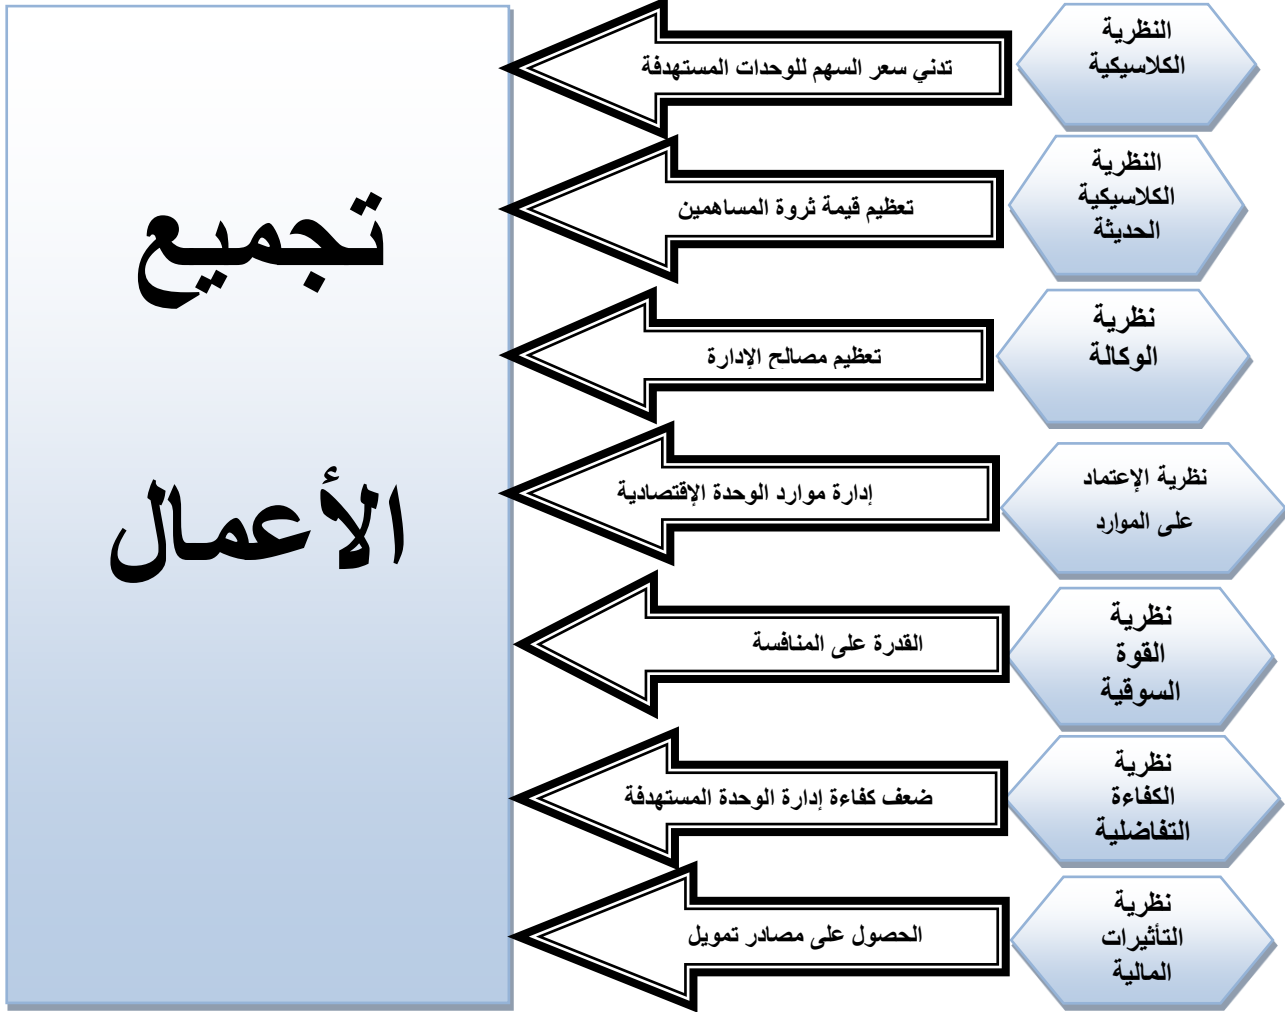 النظرية
الكلاسيكية
تدني سعر السهم للوحدات المستهدفة
النظرية
الكلاسيكية
الحديثة
تعظيم قيمة ثروة المساهمين
نظرية
الوكالة
تعظيم مصالح الإدارة
نظرية الإعتماد
على الموارد
إدارة موارد الوحدة الإقتصادية
نظرية
القوة
السوقية
القدرة على المنافسة
نظرية
الكفاءة
التفاضلية
ضعف كفاءة إدارة الوحدة المستهدفة
نظرية
التأثيرات
المالية
الحصول على مصادر تمويل
تجميع
الأعمال